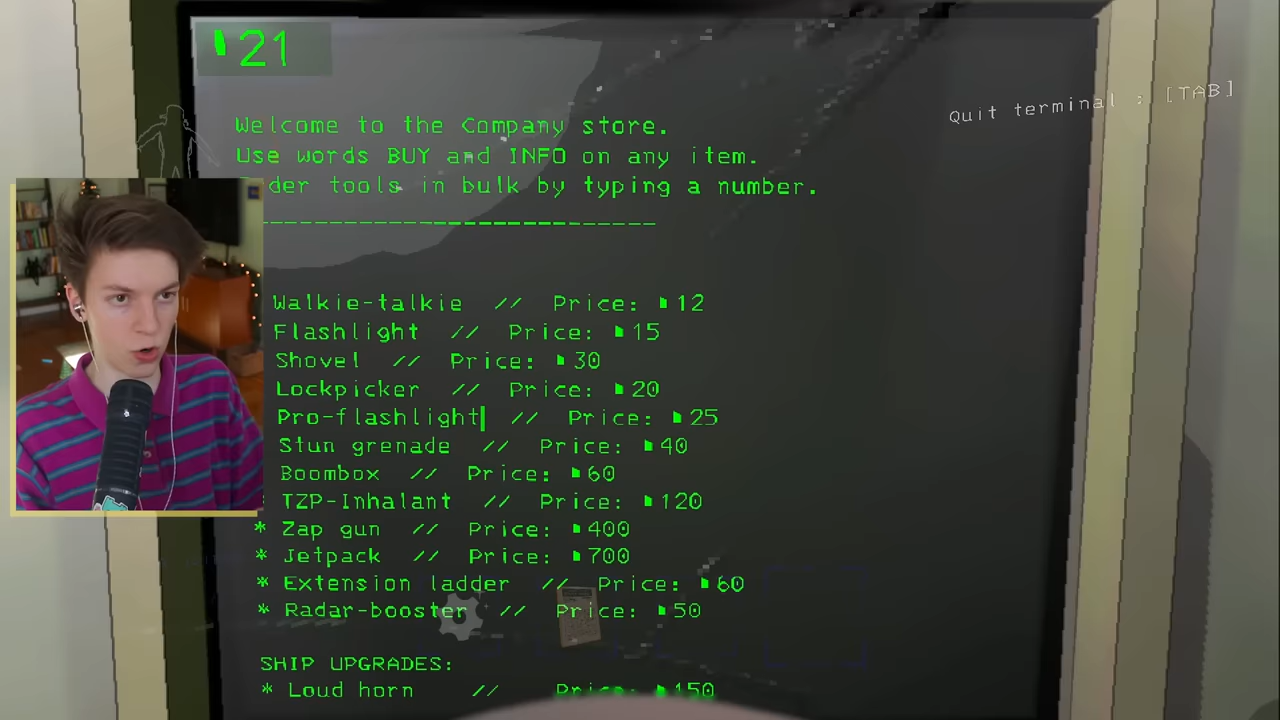 21
Quit terminal : [TAB]
Welcome to the Company store.
Use words BUY and INFO on any item.
der tools in bulk by typing a number.
Walkie-talkie // Price: 12
Flashlight // Price: 15
Shovel // Price: 30
Lockpicker // Price: 20
Pro-flashlight // Price: 25
Stun grenade // Price: 40
Boombox // Price: 60
TZP-Inhalant // Price: 120
* Zap gun // Price: 400
* Jetpack // Price: 700
* Extension ladder // Price: 60
* Radar-booster // Price: 50
SHIP UPGRADES:
* Loud horn // Price: 150